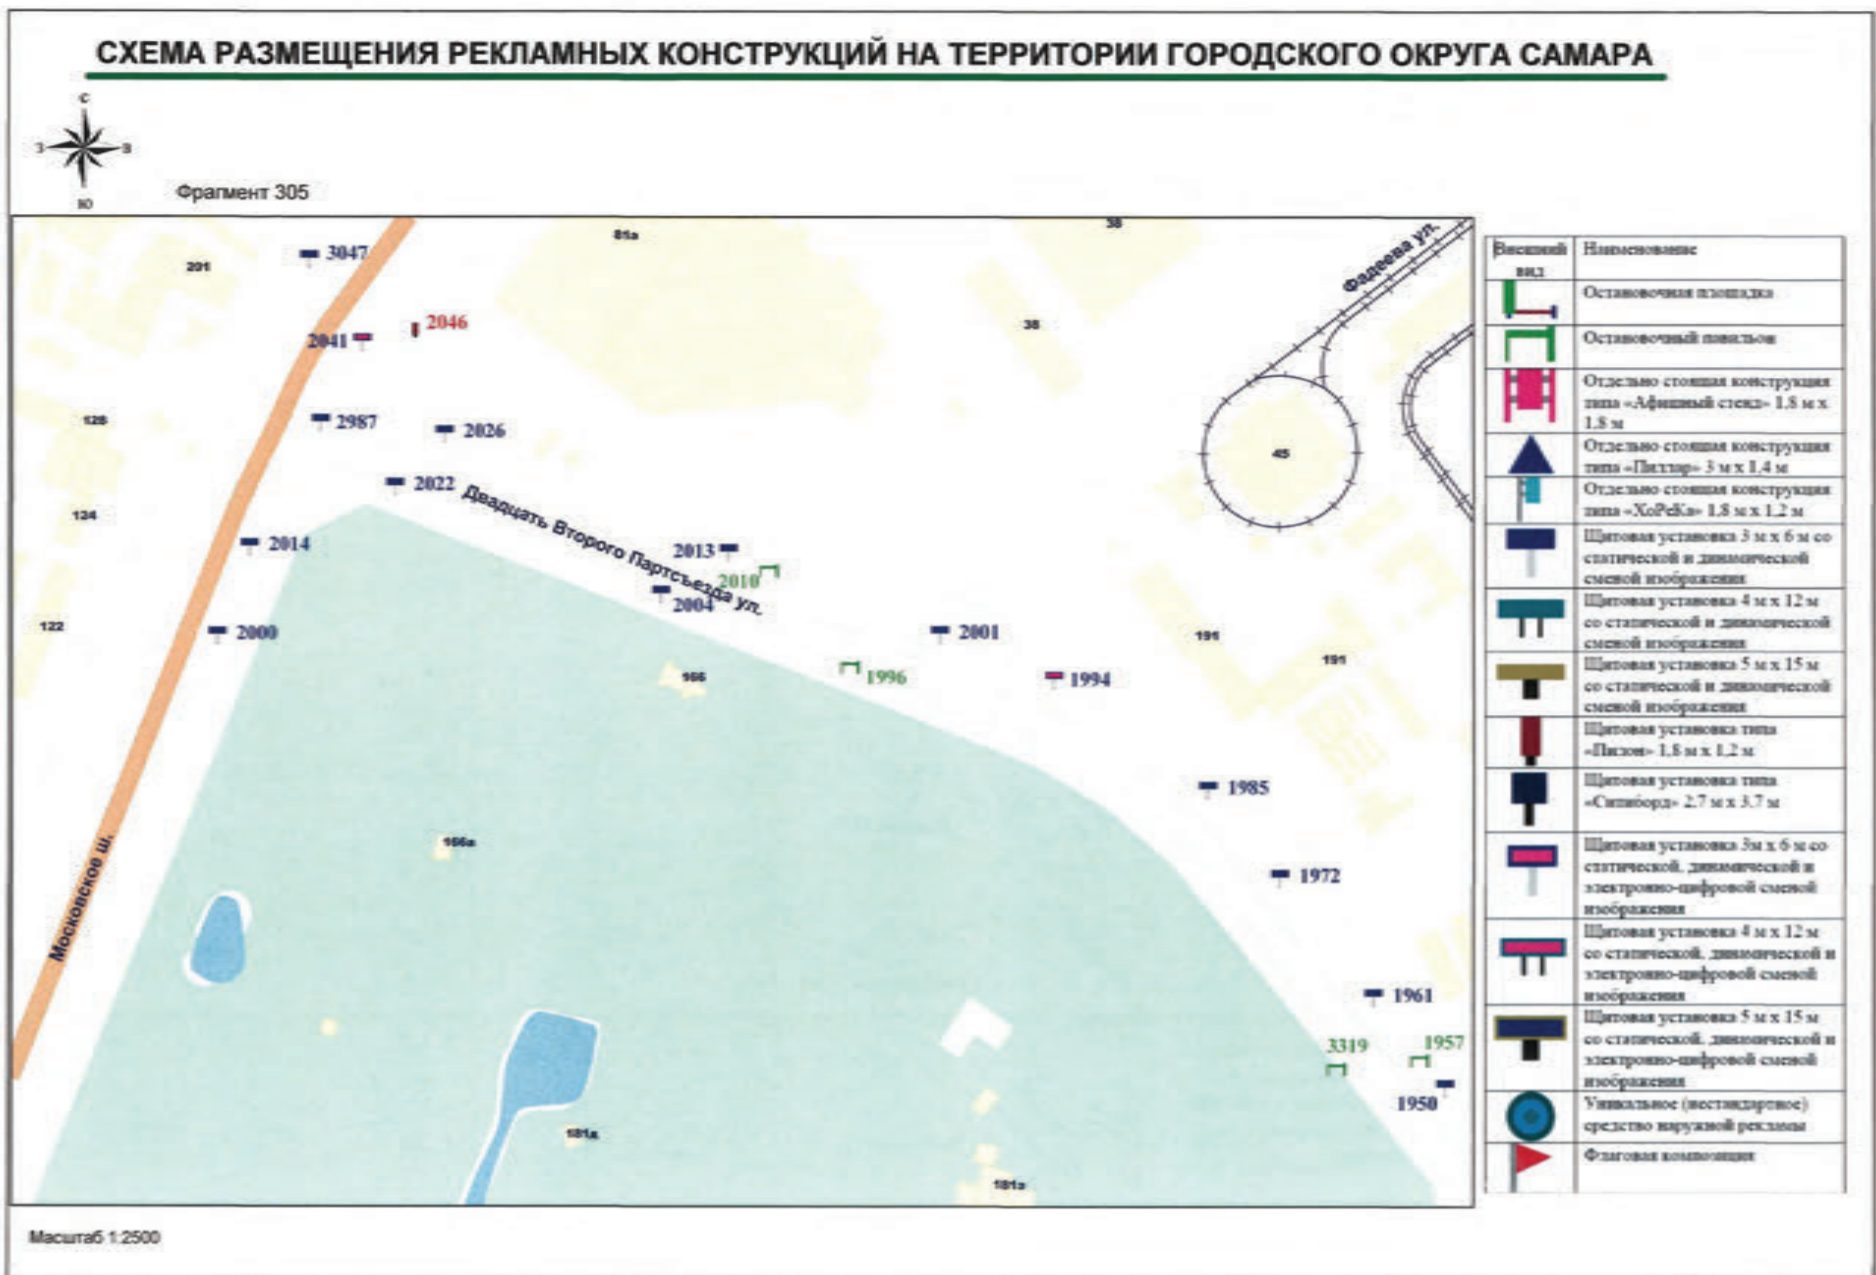 СХЕМА РАЗМЕЩЕНИЯ РЕКЛАМНЫХ КОНСТРУКЦИЙ НА ТЕРРИТОРИИ ГОРОДСКОГО ОКРУГА САМАРА
С
З В
Ю
Фрагмент 305
81а
38
Фадеева ул.
3047
201
2046
2041
38
128
2987
2026
45
2022
Двадцать Второго Партсъезда ул.
124
2014
2013
2010
2004
122
2000
2001
191
191
166
1996
1994
1985
166а
1972
Московское ш.
1961
3319
1957
1950
181д
181а
Внешний вид
Наименование
Остановочная площадка
Остановочный павильон
Отдельно стоящая конструкция
типа «Афишный стенд» 1,8 м х
1,8 м
Отдельно стоящая конструкция
типа «Пиллар» 3 м х 1,4 м
Отдельно стоящая конструкция
типа «ХоРеКа» 1,8 м х 1,2 м
Щитовая установка 3 м х 6 м со
статической и динамической
сменой изображения
Щитовая установка 4 м х 12 м
со статической и динамической
сменой изображения
Щитовая установка 5 м х 15 м
со статической и динамической
сменой изображения
Щитовая установка типа
«Пилон» 1,8 м х 1,2 м
Щитовая установка типа
«Ситиборд» 2,7 м х 3,7 м
Щитовая установка 3м х 6 м со
статической, динамической и
электронно-цифровой сменой
изображения
Щитовая установка 4 м х 12 м
со статической, динамической и
электронно-цифровой сменой
изображения
Щитовая установка 5 м х 15 м
со статической, динамической и
электронно-цифровой сменой
изображения
Уникальное (нестандартное)
средство наружной рекламы
Флаговая композиция
Масштаб 1:2500